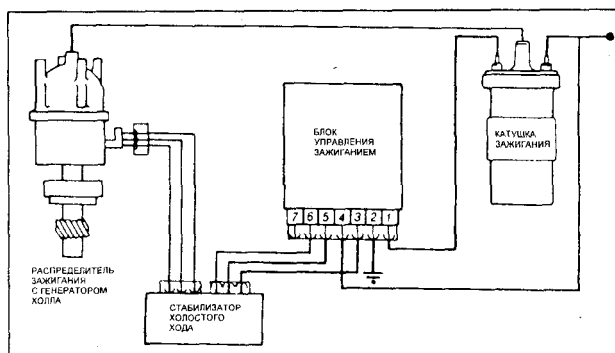 БЛОК
УПРАВЛЕНИЯ
ЗАЖИГАНИЕМ
КАТУШКА
ЗАЖИГАНИЯ
7 6 5 4 3 2 1
РАСПРЕДЕЛИТЕЛЬ
ЗАЖИГАНИЯ
С ГЕНЕРАТОРОМ
ХОЛЛА
СТАБИЛИЗАТОР
ХОЛОСТОГО
ХОДА